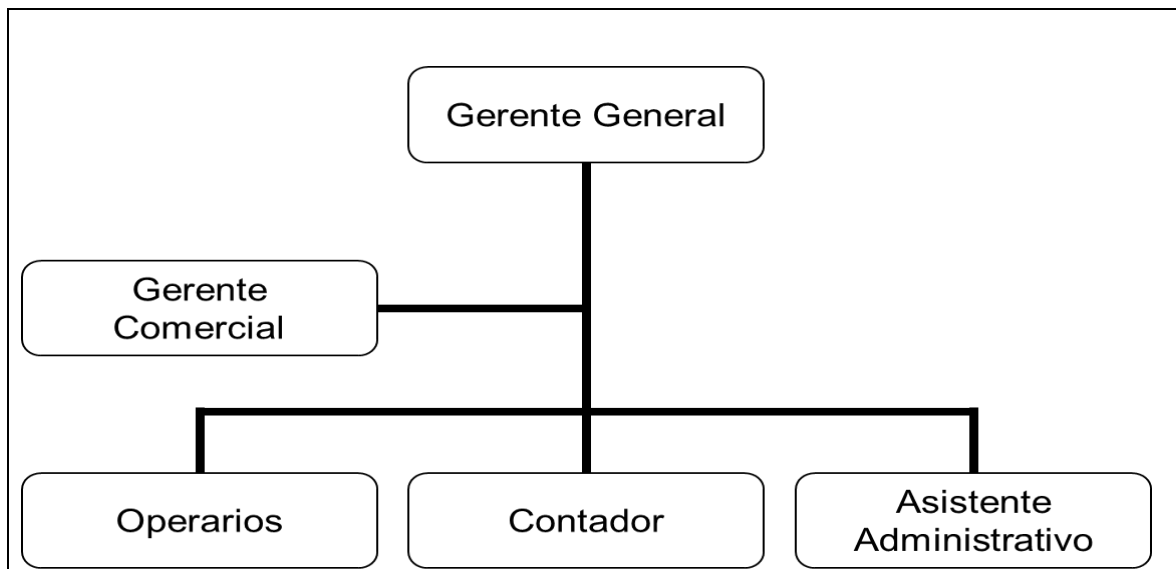 Gerente General
Gerente
Comercial
Operarios
Contador
Asistente
Administrativo